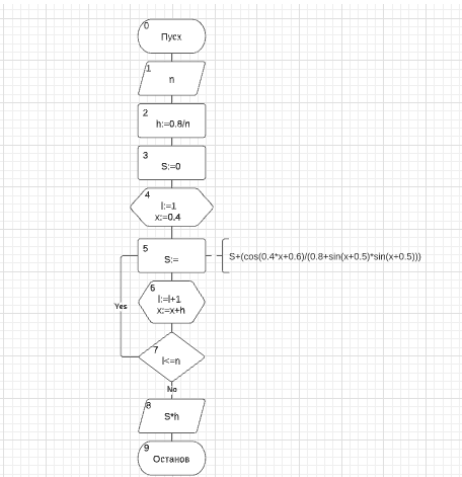 0
Пуск
1
n
2
h:=0.8/n
3
S:=0
4
I:=1
x:=0.4
5
S:=
S+(cos(0.4*x+0.6)/(0.8+sin(x+0.5)*sin(x+0.5)))
6
I:=I+1
x:=x+h
Yes
7
I<=n
No
8
S*h
9
Останов